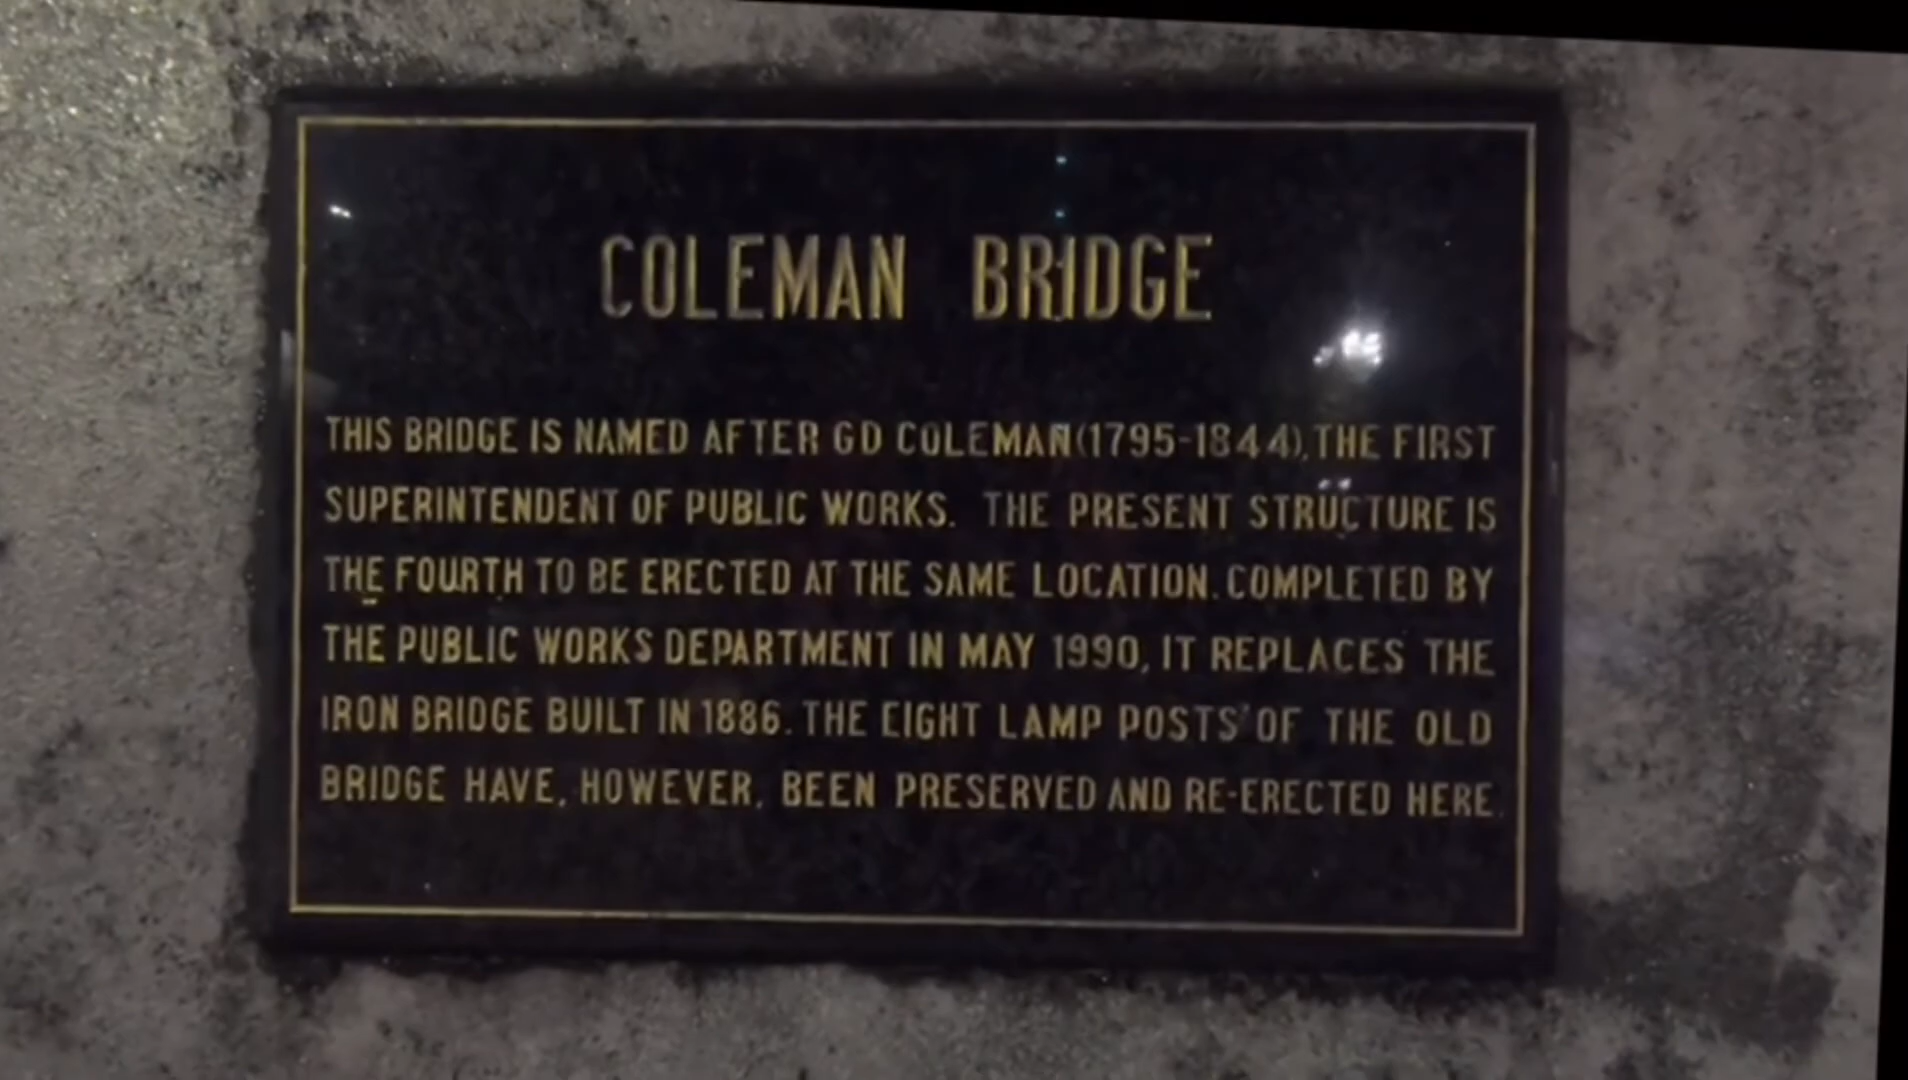 COLEMAN BRIDGE
THIS BRIDGE IS NAMED AFTER GD COLEMAN (1795-1844), THE FIRST
SUPERINTENDENT OF PUBLIC WORKS. THE PRESENT STRUCTURE IS
THE FOURTH TO BE ERECTED AT THE SAME LOCATION. COMPLETED BY
THE PUBLIC WORKS DEPARTMENT IN MAY 1990, IT REPLACES THE
IRON BRIDGE BUILT IN 1886. THE EIGHT LAMP POSTS OF THE OLD
BRIDGE HAVE, HOWEVER, BEEN PRESERVED AND RE-ERECTED HERE.